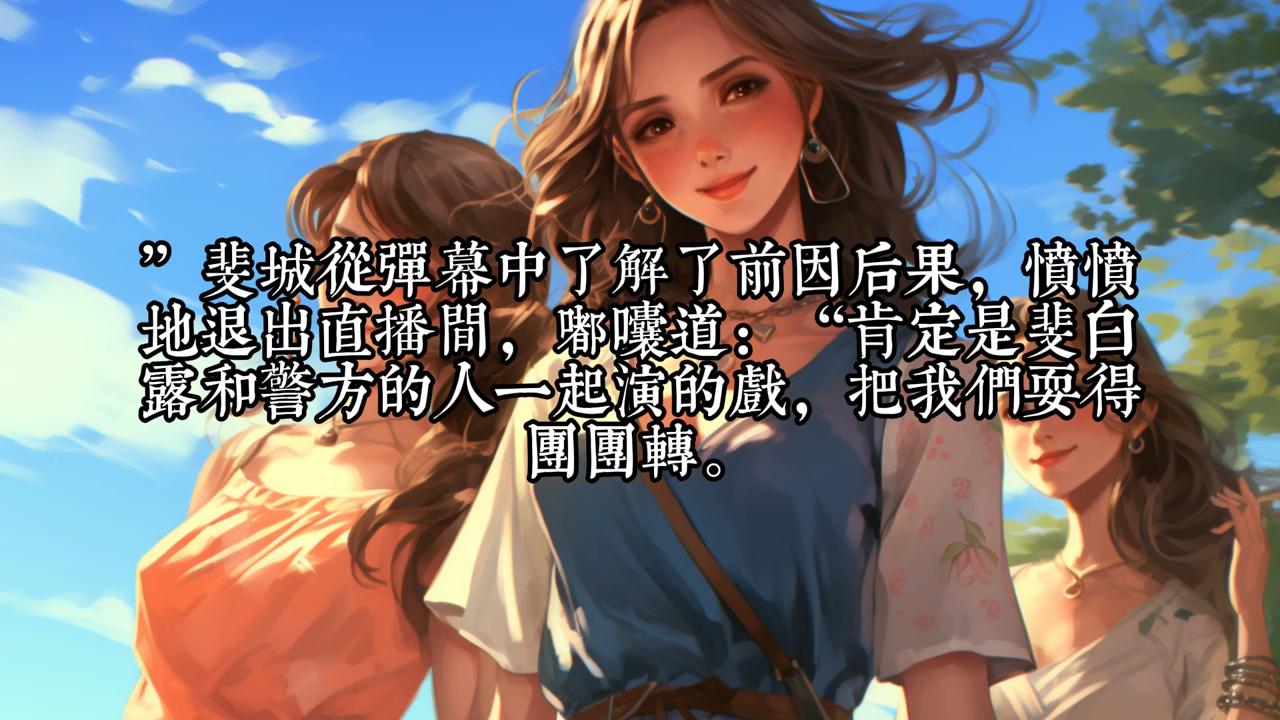 ”斐城從彈幕中了解了前因后果，憤憤
地退出直播間，嘟囔道：“肯定是斐白
露和警方的人一起演的戲，把我們耍得
團團轉。